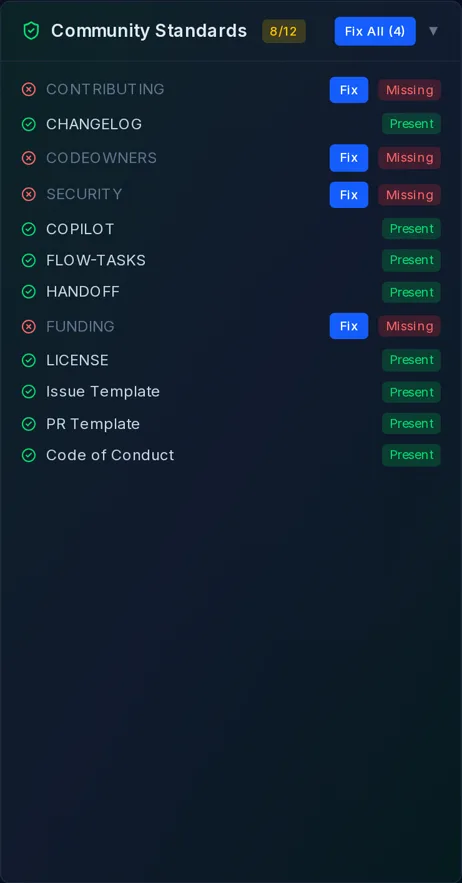 Community Standards 8/12 Fix All (4) ▼
CONTRIBUTING Fix Missing
CHANGELOG Present
CODEOWNERS Fix Missing
SECURITY Fix Missing
COPILOT Present
FLOW-TASKS Present
HANDOFF Present
FUNDING Fix Missing
LICENSE Present
Issue Template Present
PR Template Present
Code of Conduct Present